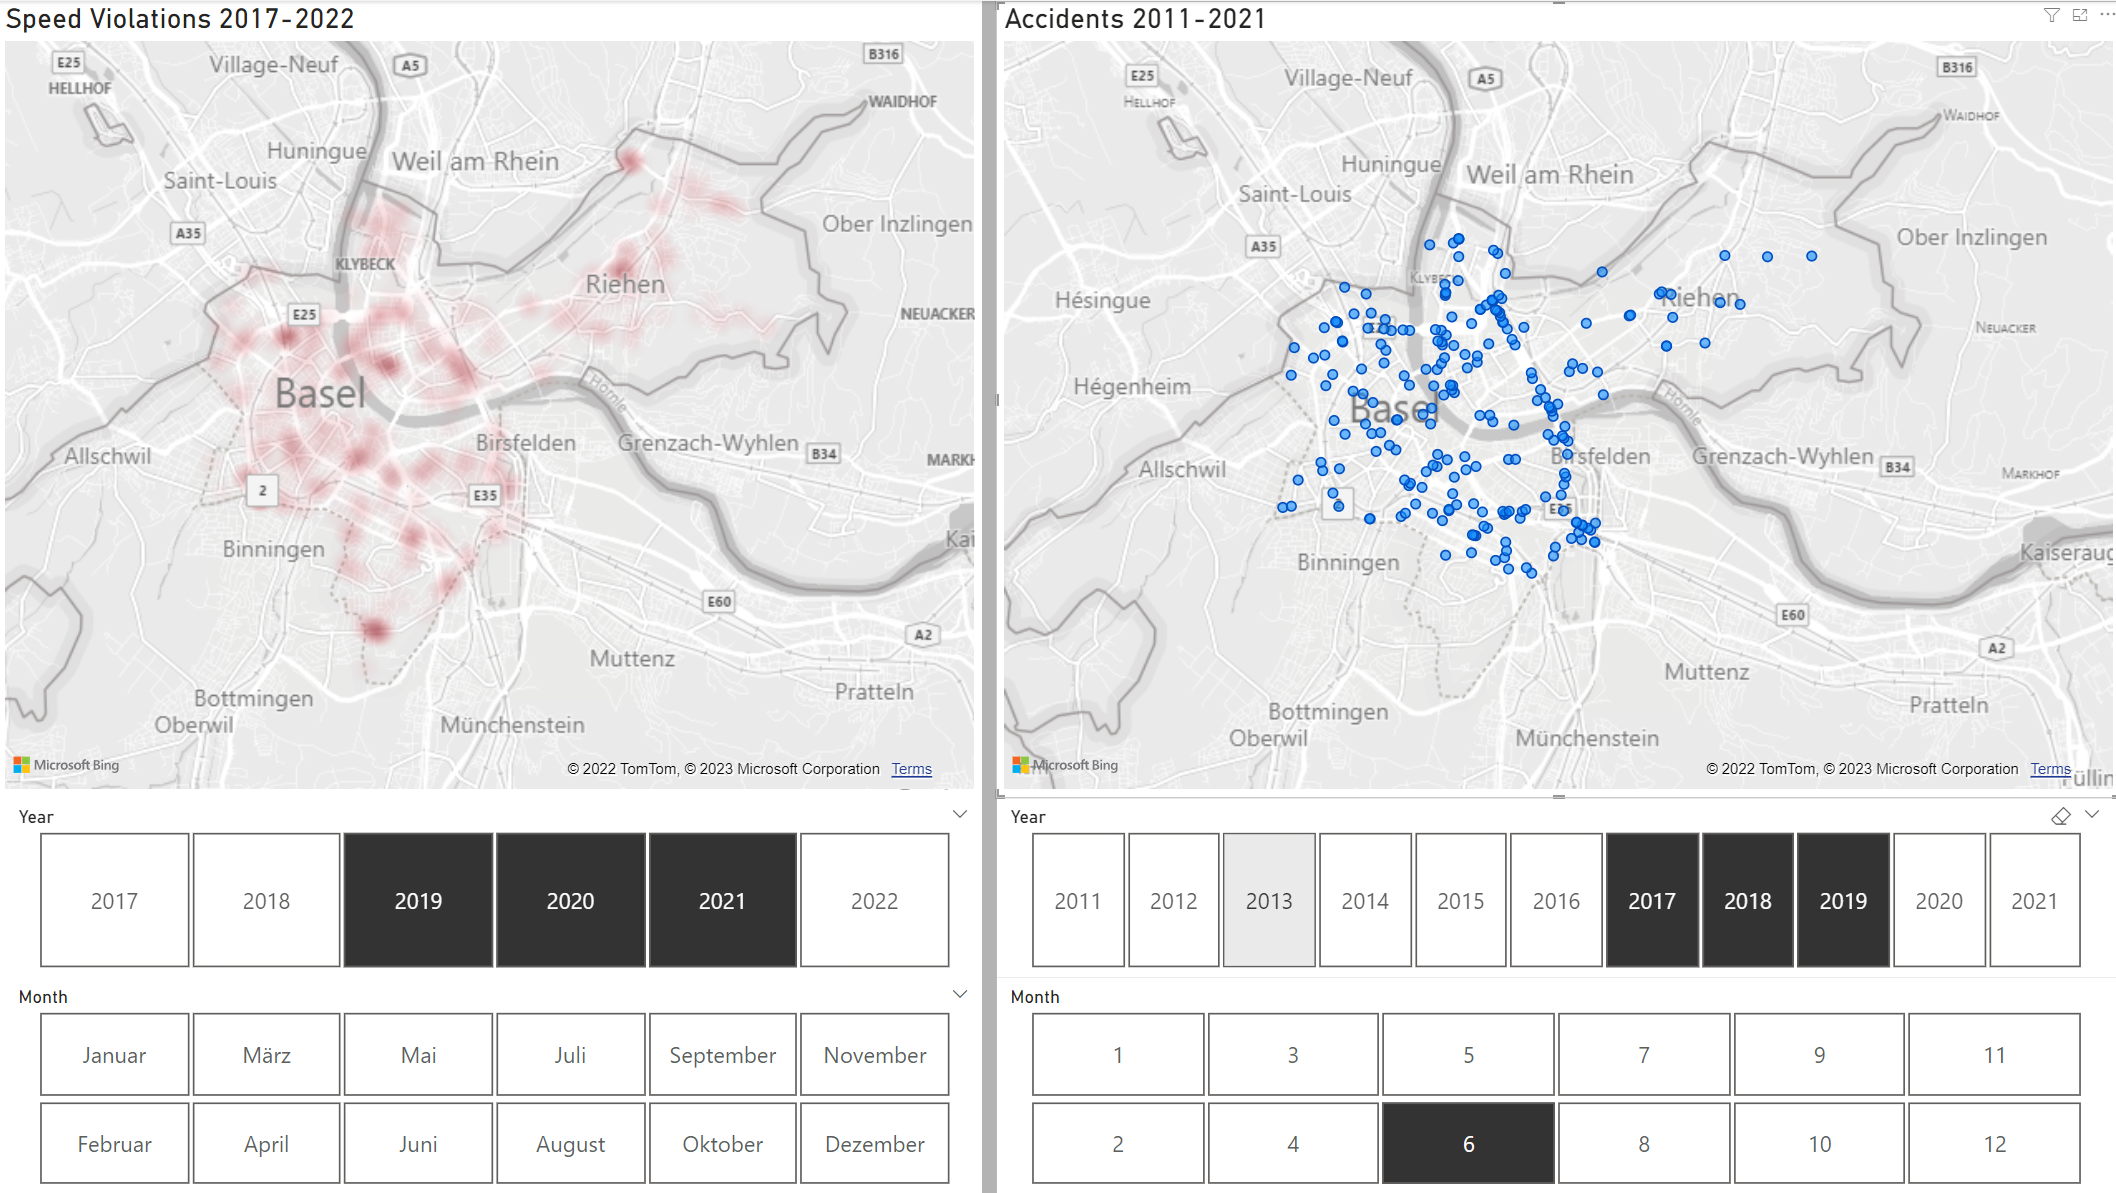 Speed Violations 2017-2022
E25
HELLHOF
Village-Neuf
A5
B316
WAIDHOF
Huningue
Weil am Rhein
Saint-Louis
A35
Ober Inzlingen
KLYBECK
Riehen
E25
NEUACKER
Basel
Hörnle
Allschwil
Birsfelden
Grenzach-Wyhlen
B34
2
E35
Binningen
E60
A2
Muttenz
Pratteln
Bottmingen
Oberwil
Münchenstein
Microsoft Bing
© 2022 TomTom, © 2023 Microsoft Corporation Terms
Year
2017 2018 2019 2020 2021 2022
Month
Januar März Mai Juli September November
Februar April Juni August Oktober Dezember
Accidents 2011-2021
E25
HELLHOF
Village-Neuf
A5
B316
WAIDHOF
Huningue
Weil am Rhein
Saint-Louis
A35
Ober Inzlingen
Hésingue
Riehen
NEUACKER
Hégenheim
Basel
Hörnle
Allschwil
Birsfelden
Grenzach-Wyhlen
B34
MARKHOF
Binningen
E60
A2
Muttenz
Pratteln
Bottmingen
Oberwil
Münchenstein
Microsoft Bing
© 2022 TomTom, © 2023 Microsoft Corporation Terms
Year
2011 2012 2013 2014 2015 2016 2017 2018 2019 2020 2021
Month
1 3 5 7 9 11
2 4 6 8 10 12